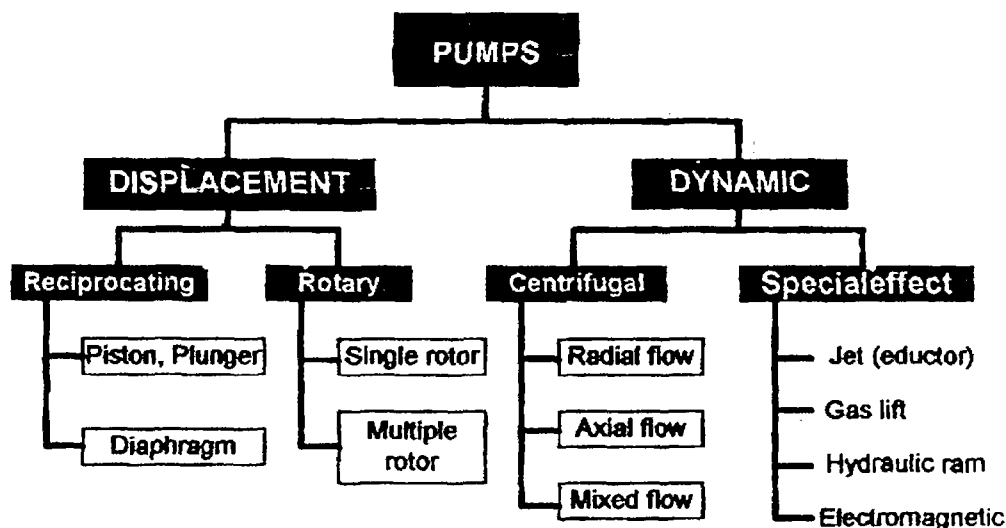 PUMPS
DISPLACEMENT
DYNAMIC
Reciprocating
Rotary
Centrifugal
Specialeffect
Piston, Plunger
Single rotor
Radial flow
Jet (eductor)
Gas lift
Diaphragm
Multiple
rotor
Axial flow
Hydraulic ram
Mixed flow
Electromagnetic